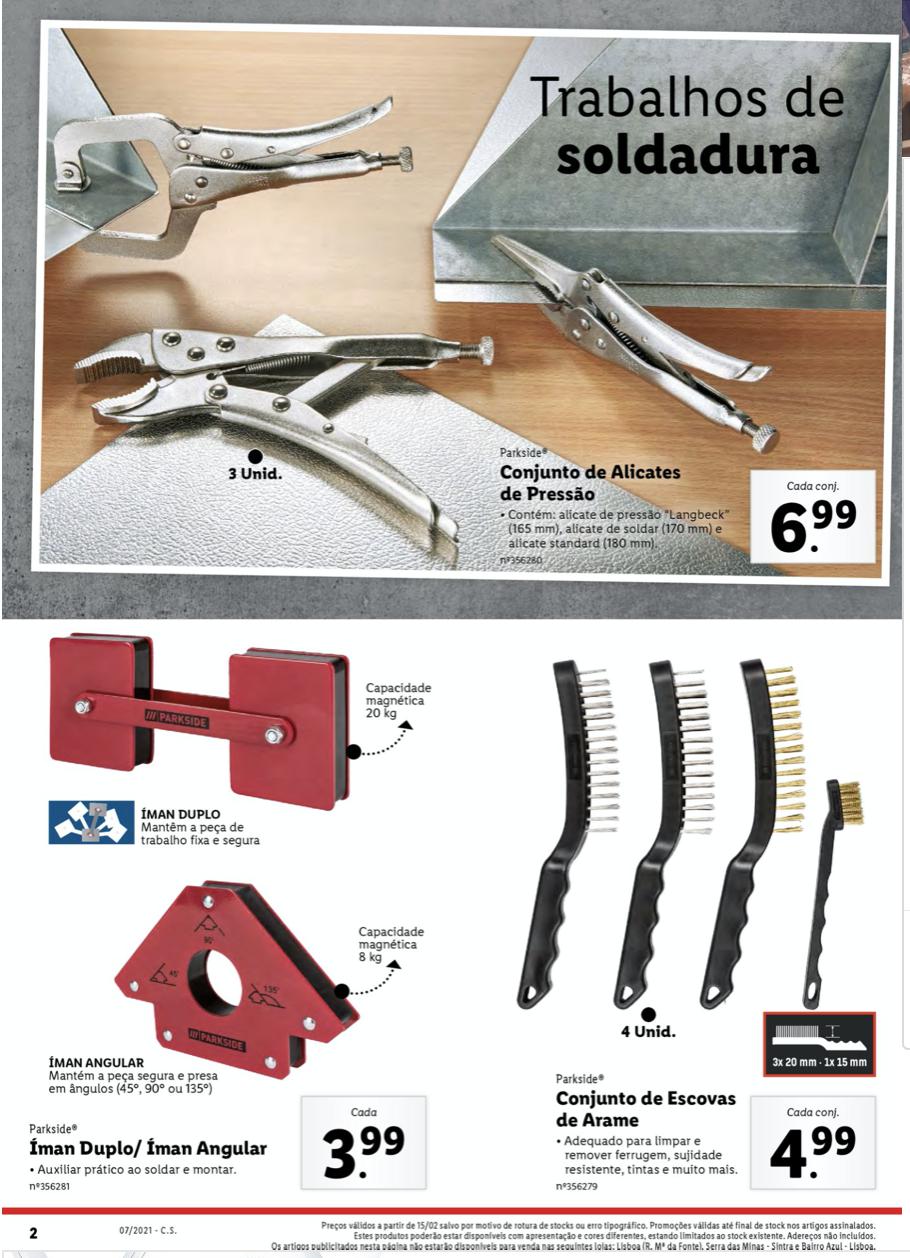 Trabalhos de
soldadura
3 Unid.
Parkside®
Conjunto de Alicates
de Pressão
• Contém: alicate de pressão "Langbeck"
(165 mm), alicate de soldar (170 mm) e
alicate standard (180 mm).
nº356280
Cada conj.
6.99
Capacidade
magnética
20 kg
/// PARKSIDE
ÍMAN DUPLO
Mantêm a peça de
trabalho fixa e segura
Capacidade
magnética
8 kg
90°
45°
135°
/// PARKSIDE
ÍMAN ANGULAR
Mantém a peça segura e presa
em ângulos (45°, 90° ou 135°)
Parkside®
Íman Duplo/ Íman Angular
• Auxiliar prático ao soldar e montar.
nº356281
Cada
3.99
4 Unid.
3x 20 mm · 1x 15 mm
Parkside®
Conjunto de Escovas
de Arame
• Adequado para limpar e
remover ferrugem, sujidade
resistente, tintas e muito mais.
nº356279
Cada conj.
4.99
2
07/2021 - C.S.
Preços válidos a partir de 15/02 salvo por motivo de rotura de stocks ou erro tipográfico. Promoções válidas até final de stock nos artigos assinalados.
Estes produtos poderão estar disponíveis com apresentação e cores diferentes, estando limitados ao stock existente. Adereços não incluídos.
Os artigos publicitados nesta página não estarão disponíveis para venda nas seguintes lojas: Lisboa (R. Mª da Fonte), Serra das Minas - Sintra e Bairro Azul - Lisboa.